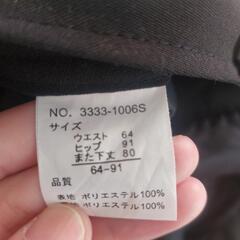 NO. 3333-1006S
サイズ
ウエスト 64
ヒップ 91
また下丈 80
64-91
品質
表地 ポリエステル100%
裏地 ポリエステル100%